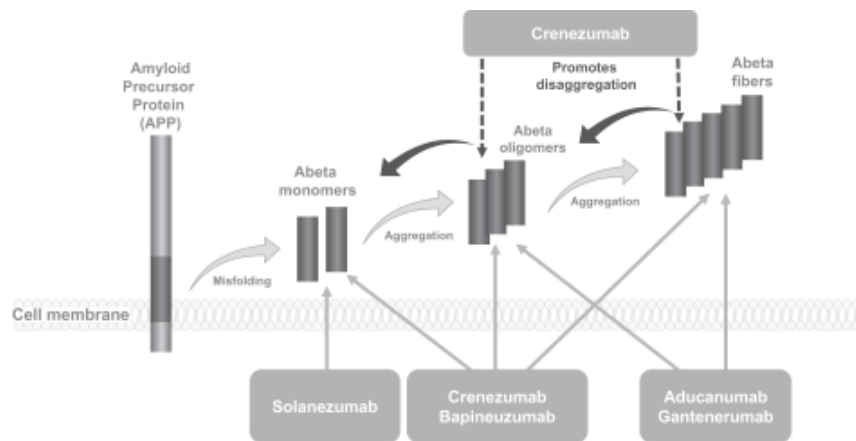 Crenezumab
Promotes
disaggregation
Abeta
fibers
Amyloid
Precursor
Protein
(APP)
Abeta
oligomers
Abeta
monomers
Aggregation
Aggregation
Misfolding
Cell membrane
Solanezumab
Crenezumab
Bapineuzumab
Aducanumab
Gantenerumab